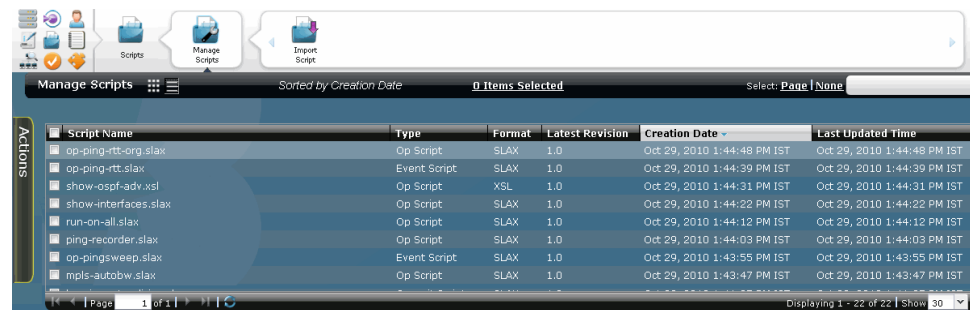 Scripts
Manage Scripts
Import Script
Manage Scripts Sorted by Creation Date 0 Items Selected Select: Page | None
Actions
Script Name Type Format Latest Revision Creation Date Last Updated Time
op-ping-rtt-org.slax Op Script SLAX 1.0 Oct 29, 2010 1:44:48 PM IST Oct 29, 2010 1:44:48 PM IST
op-ping-rtt.slax Event Script SLAX 1.0 Oct 29, 2010 1:44:39 PM IST Oct 29, 2010 1:44:39 PM IST
show-ospf-adv.xsl Op Script XSL 1.0 Oct 29, 2010 1:44:31 PM IST Oct 29, 2010 1:44:31 PM IST
show-interfaces.slax Op Script SLAX 1.0 Oct 29, 2010 1:44:22 PM IST Oct 29, 2010 1:44:22 PM IST
run-on-all.slax Op Script SLAX 1.0 Oct 29, 2010 1:44:12 PM IST Oct 29, 2010 1:44:12 PM IST
ping-recorder.slax Op Script SLAX 1.0 Oct 29, 2010 1:44:03 PM IST Oct 29, 2010 1:44:03 PM IST
op-pingsweep.slax Event Script SLAX 1.0 Oct 29, 2010 1:43:55 PM IST Oct 29, 2010 1:43:55 PM IST
mpls-autobw.slax Op Script SLAX 1.0 Oct 29, 2010 1:43:47 PM IST Oct 29, 2010 1:43:47 PM IST
Page 1 of 1 | Displaying 1 - 22 of 22 | Show 30